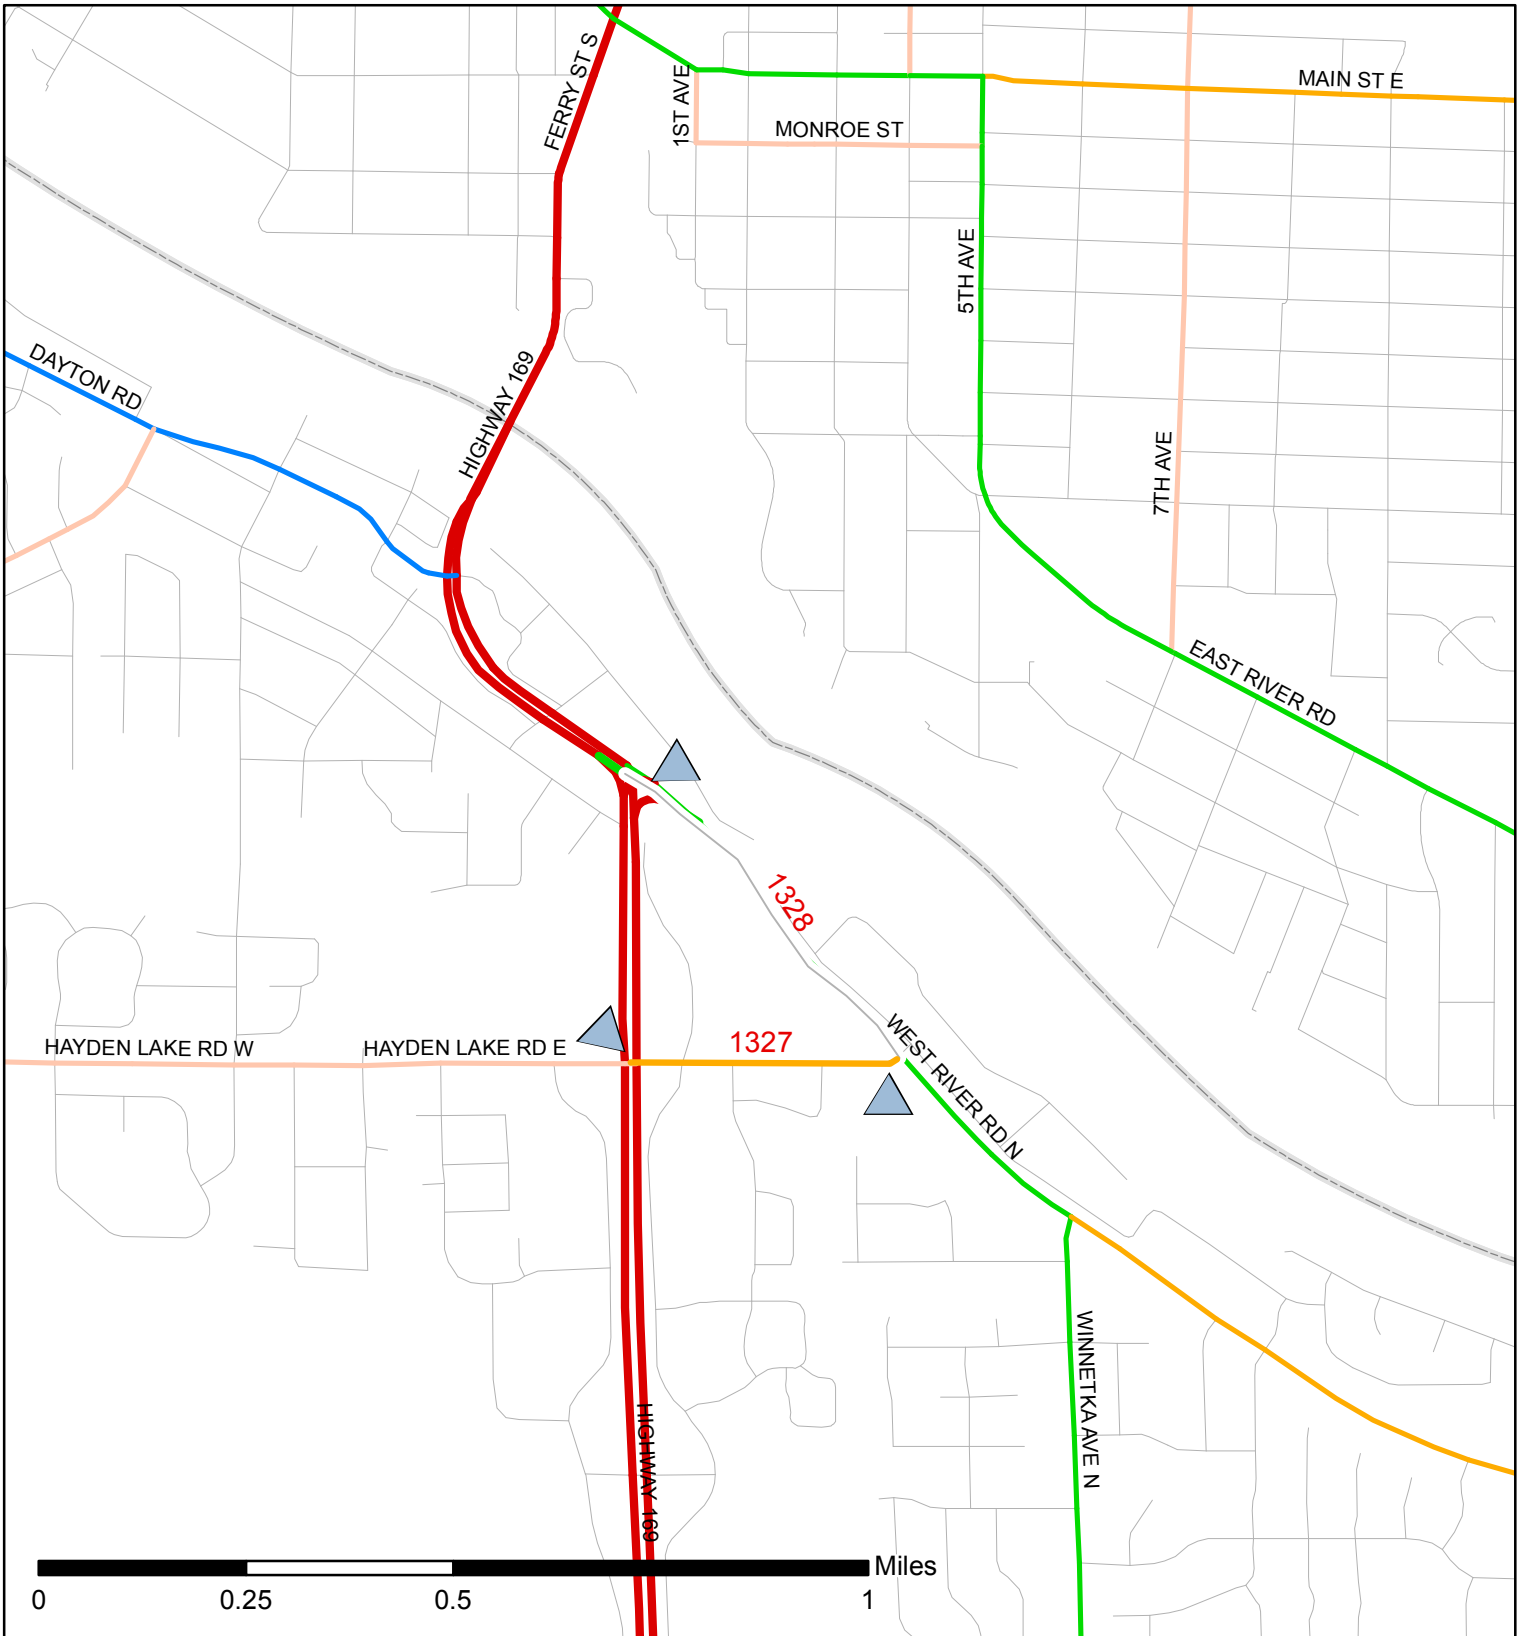 FERRY ST S
1ST AVE
MAIN ST E
MONROE ST
5TH AVE
DAYTON RD
HIGHWAY 169
7TH AVE
EAST RIVER RD
1328
1327
HAYDEN LAKE RD W
HAYDEN LAKE RD E
WEST RIVER RD N
WINNETKA AVE N
HIGHWAY 169
Miles
0 0.25 0.5 1